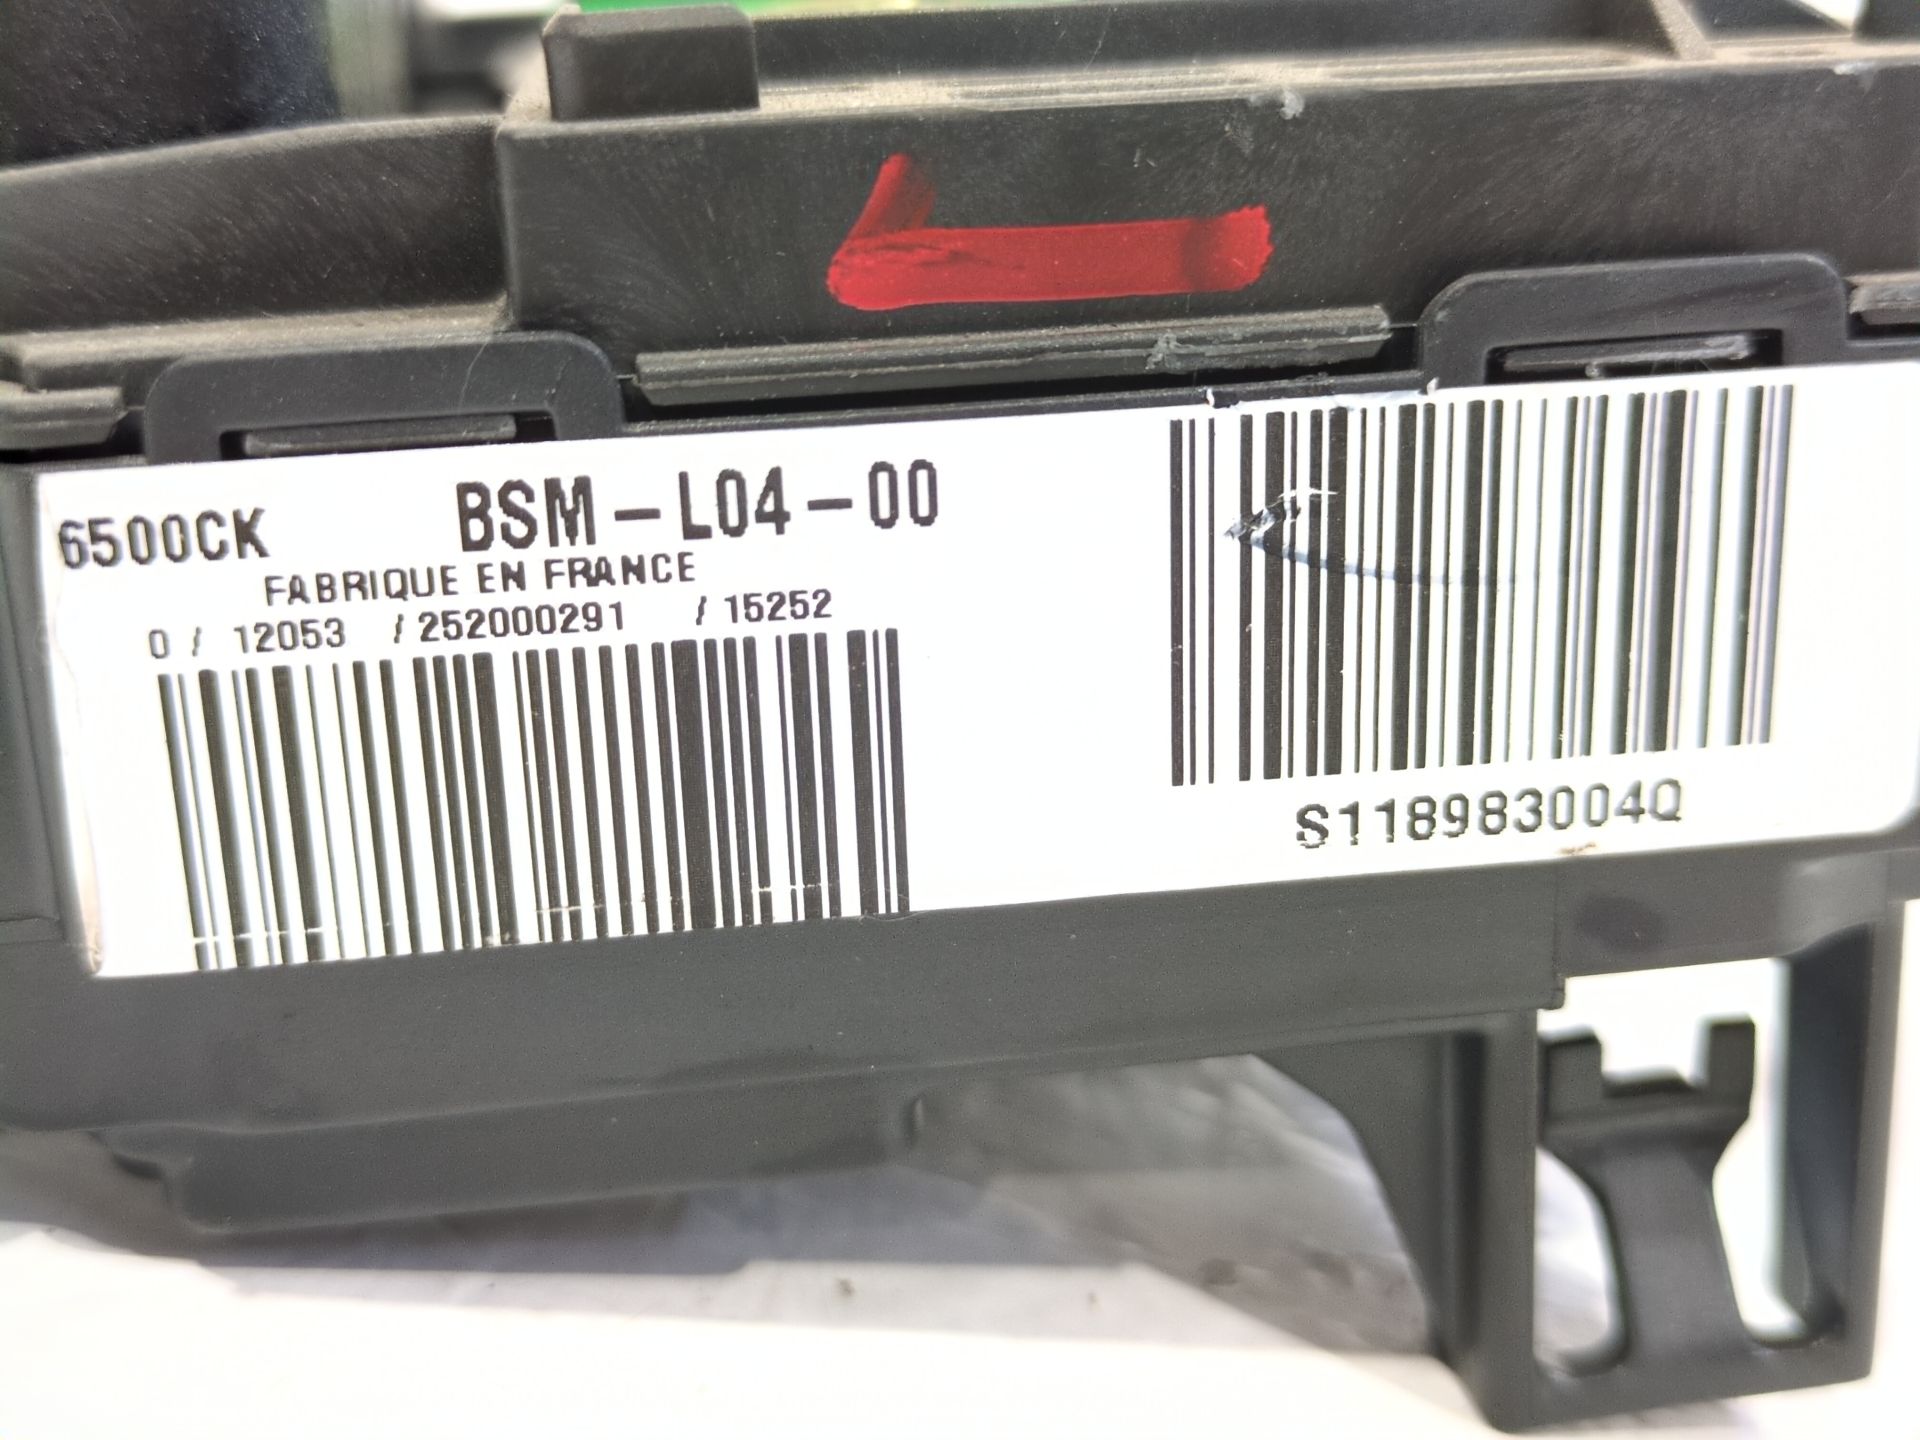 6500CK BSM-L04-00
FABRIQUE EN FRANCE
0 / 12053 / 252000291 / 15252
S118983004Q